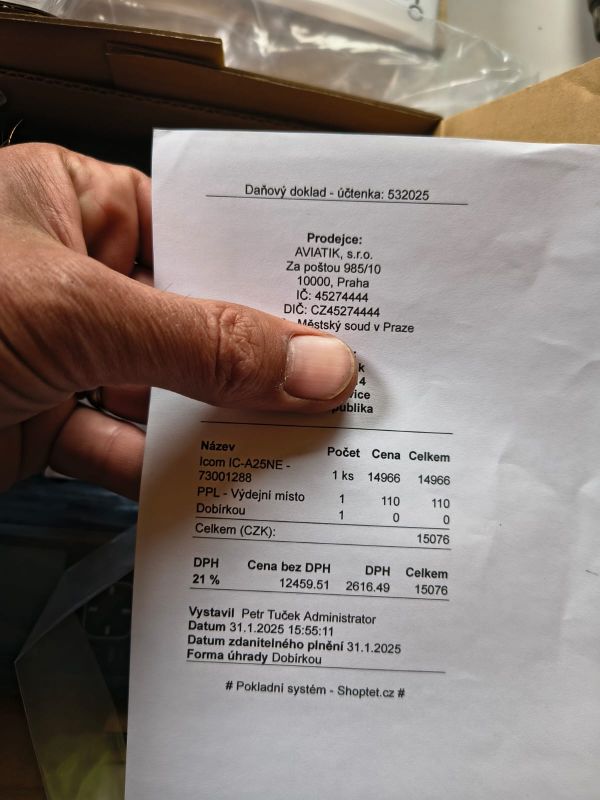 Daňový doklad - účtenka: 532025
Prodejce:
AVIATIK, s.r.o.
Za poštou 985/10
10000, Praha
IČ: 45274444
DIČ: CZ45274444
Městský soud v Praze
Název Počet Cena Celkem
Icom IC-A25NE -
73001288 1 ks 14966 14966
PPL - Výdejní místo 1 110 110
Dobírkou 1 0 0
Celkem (CZK): 15076
DPH Cena bez DPH DPH Celkem
21 % 12459.51 2616.49 15076
Vystavil Petr Tuček Administrator
Datum 31.1.2025 15:55:11
Datum zdanitelného plnění 31.1.2025
Forma úhrady Dobírkou
# Pokladní systém - Shoptet.cz #